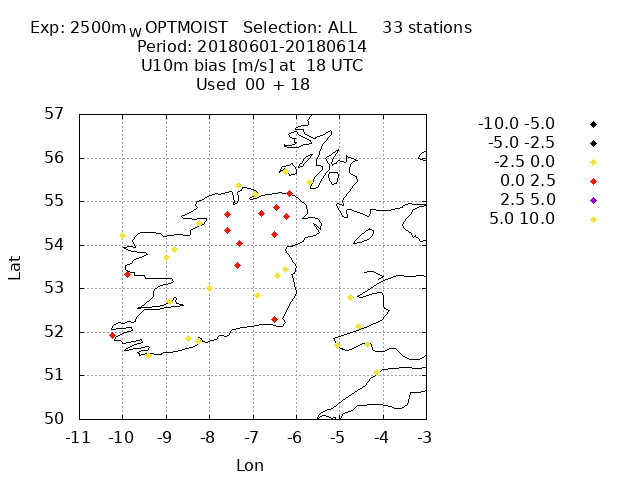 Exp: 2500mWOPTMOIST   Selection: ALL     33 stations
Period: 20180601-20180614
U10m bias [m/s] at  18 UTC
Used  00 + 18
57
56
55
54
53
52
51
50
-11 -10 -9 -8 -7 -6 -5 -4 -3
Lat
Lon
-10.0 -5.0
-5.0 -2.5
-2.5 0.0
0.0 2.5
2.5 5.0
5.0 10.0